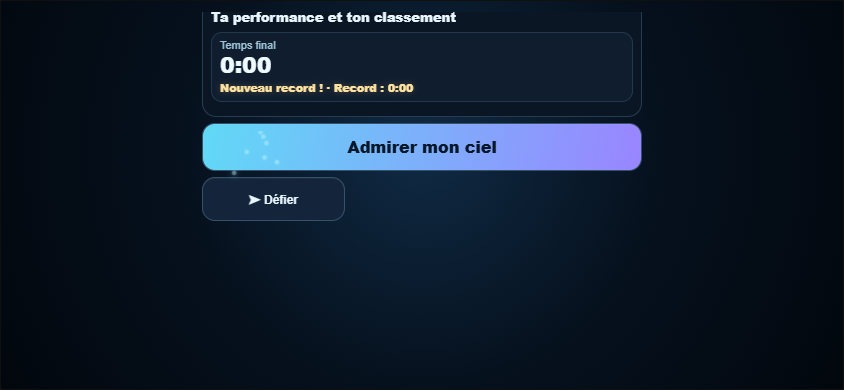 Ta performance et ton classement
Temps final
0:00
Nouveau record ! · Record : 0:00
Admirer mon ciel
➤ Défier